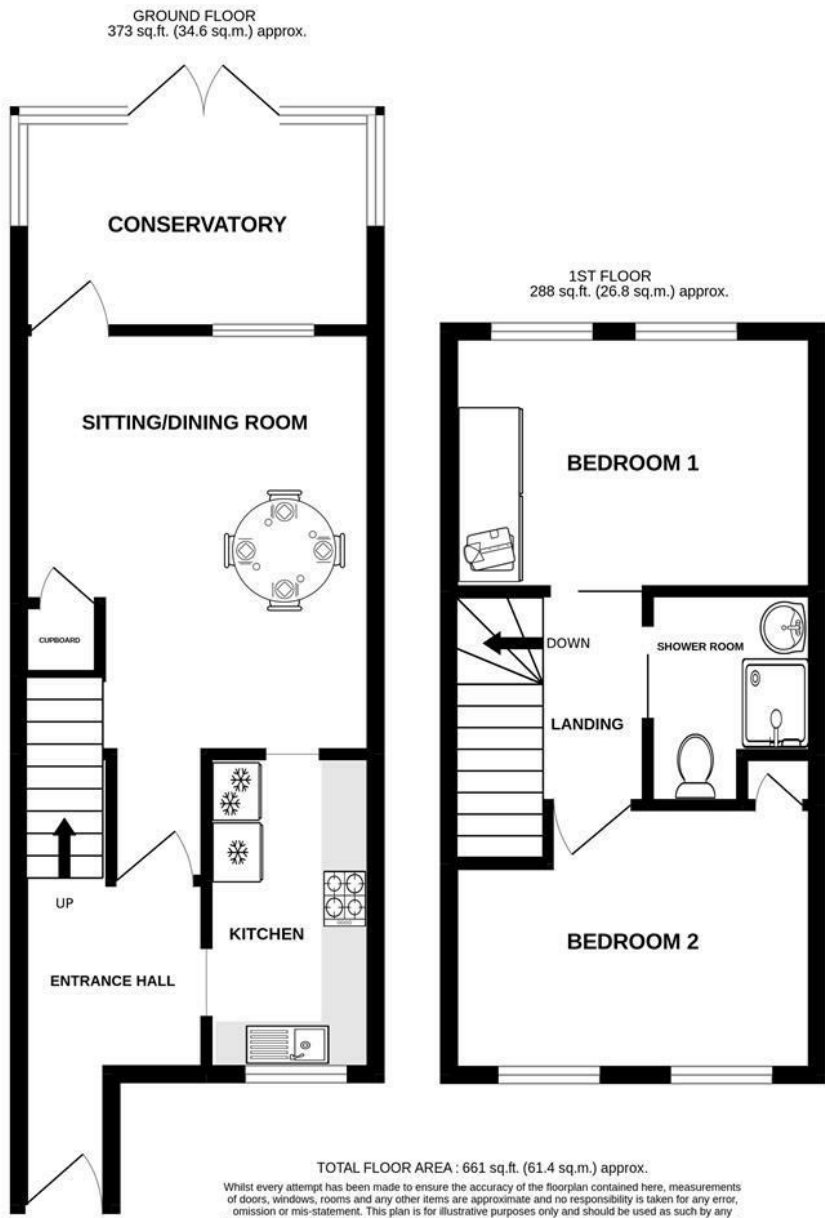 GROUND FLOOR
373 sq.ft. (34.6 sq.m.) approx.
CONSERVATORY
SITTING/DINING ROOM
CUPBOARD
UP
KITCHEN
ENTRANCE HALL
1ST FLOOR
288 sq.ft. (26.8 sq.m.) approx.
BEDROOM 1
DOWN
SHOWER ROOM
LANDING
BEDROOM 2
TOTAL FLOOR AREA : 661 sq.ft. (61.4 sq.m.) approx.
Whilst every attempt has been made to ensure the accuracy of the floorplan contained here, measurements
of doors, windows, rooms and any other items are approximate and no responsibility is taken for any error,
omission or mis-statement. This plan is for illustrative purposes only and should be used as such by any